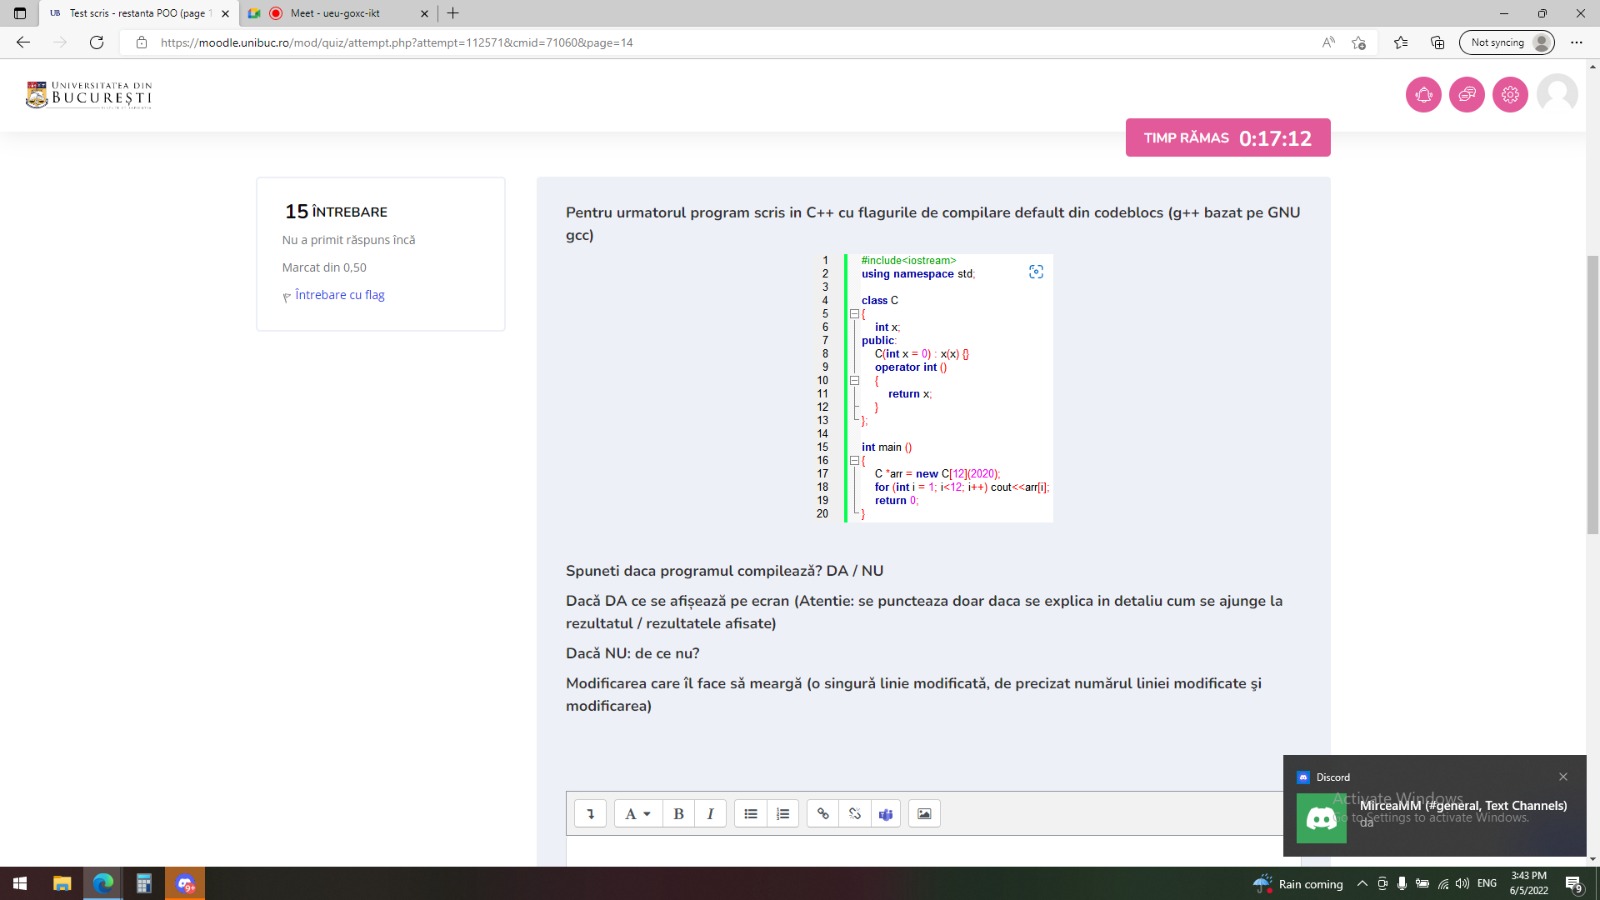 Test scris - restanta POO (page 1
Meet - ueu-goxc-ikt
https://moodle.unibuc.ro/mod/quiz/attempt.php?attempt=112571&cmid=71060&page=14
Not syncing
UNIVERSITATEA DIN
BUCUREȘTI
TIMP RĂMAS 0:17:12
15 ÎNTREBARE
Nu a primit răspuns încă
Marcat din 0,50
Întrebare cu flag
Pentru urmatorul program scris in C++ cu flagurile de compilare default din codeblocs (g++ bazat pe GNU
gcc)
1 #include<iostream>
2 using namespace std;
3
4 class C
5 {
6 int x;
7 public:
8 C(int x = 0) : x(x) {}
9 operator int ()
10 {
11 return x;
12 }
13 };
14
15 int main ()
16 {
17 C *arr = new C[12](2020);
18 for (int i = 1; i<12; i++) cout<<arr[i];
19 return 0;
20 }
Spuneti daca programul compilează? DA / NU
Dacă DA ce se afișează pe ecran (Atentie: se puncteaza doar daca se explica in detaliu cum se ajunge la
rezultatul / rezultatele afisate)
Dacă NU: de ce nu?
Modificarea care îl face să meargă (o singură linie modificată, de precizat numărul liniei modificate şi
modificarea)
A B I
Discord
Activate Windows
MirceaMM (#general, Text Channels)
Go to Settings to activate Windows.
da
9+
Rain coming
ENG
3:43 PM
6/5/2022
9